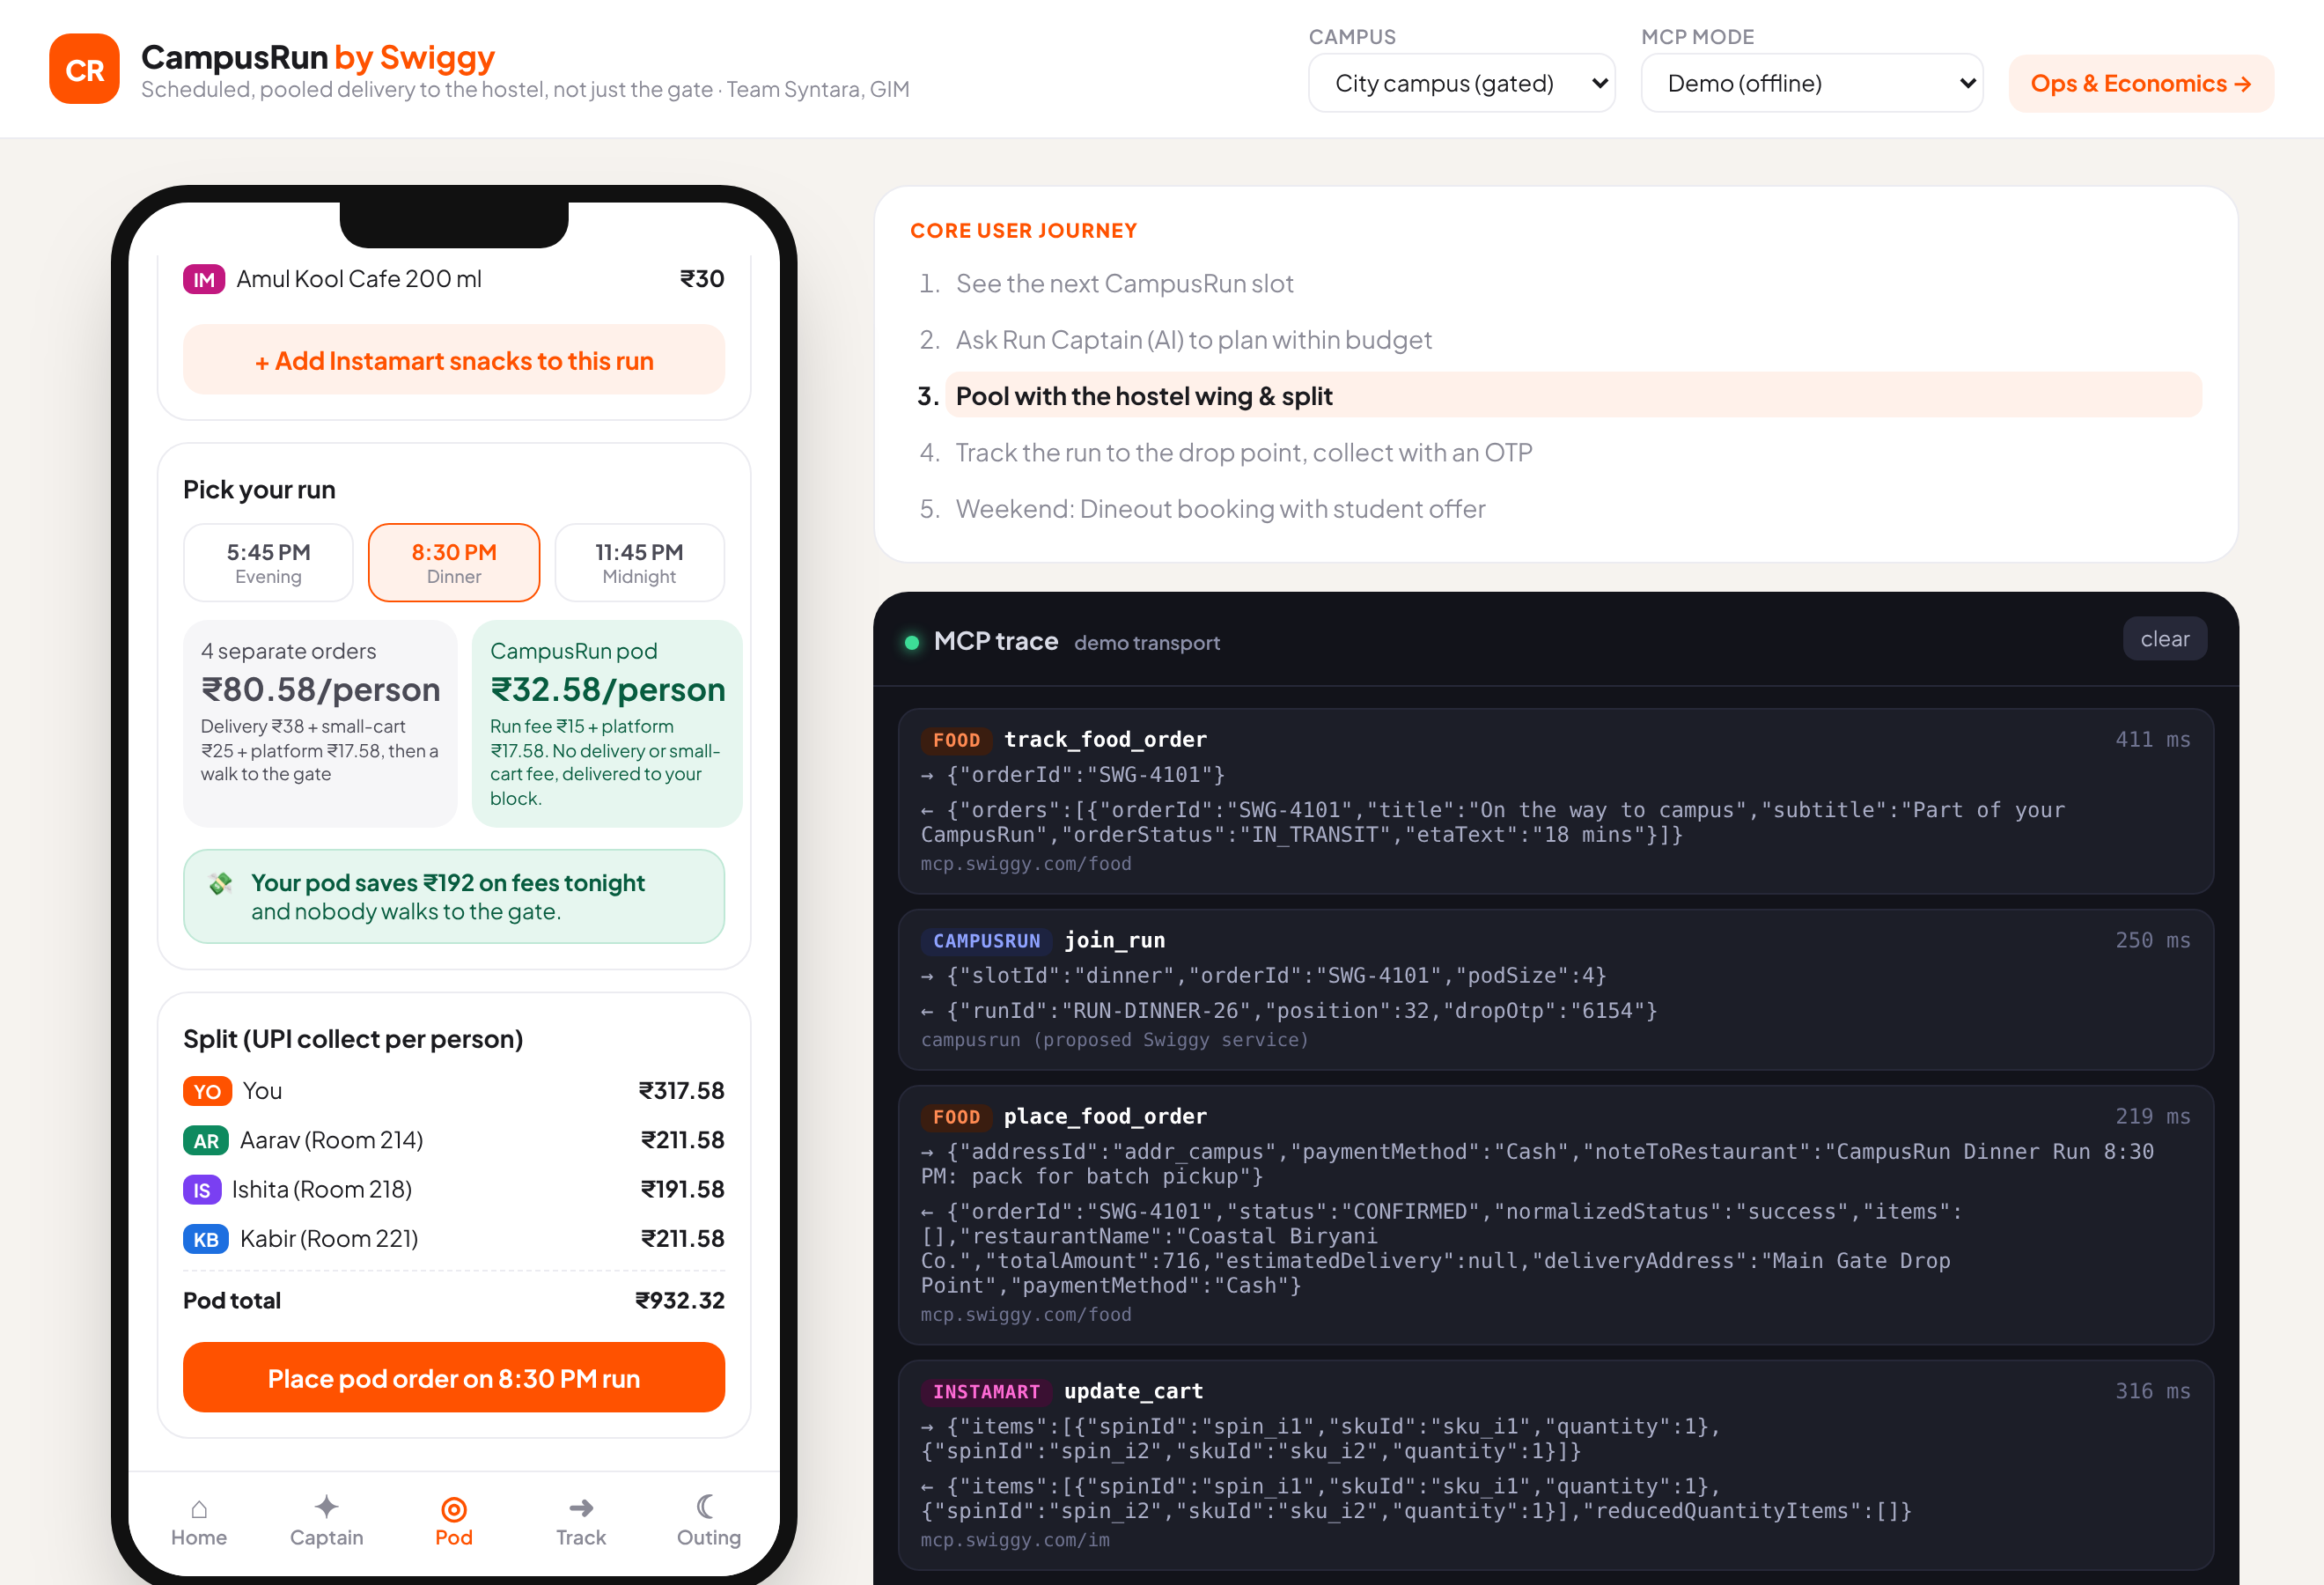 CR
CampusRun by Swiggy
Scheduled, pooled delivery to the hostel, not just the gate · Team Syntara, GIM
CAMPUS
City campus (gated)
MCP MODE
Demo (offline)
Ops & Economics →
IM Amul Kool Cafe 200 ml ₹30
+ Add Instamart snacks to this run
Pick your run
5:45 PM
Evening
8:30 PM
Dinner
11:45 PM
Midnight
4 separate orders
₹80.58/person
Delivery ₹38 + small-cart
₹25 + platform ₹17.58, then a
walk to the gate
CampusRun pod
₹32.58/person
Run fee ₹15 + platform
₹17.58. No delivery or small-
cart fee, delivered to your
block.
Your pod saves ₹192 on fees tonight
and nobody walks to the gate.
Split (UPI collect per person)
YO You ₹317.58
AR Aarav (Room 214) ₹211.58
IS Ishita (Room 218) ₹191.58
KB Kabir (Room 221) ₹211.58
Pod total ₹932.32
Place pod order on 8:30 PM run
Home
Captain
Pod
Track
Outing
CORE USER JOURNEY
1. See the next CampusRun slot
2. Ask Run Captain (AI) to plan within budget
3. Pool with the hostel wing & split
4. Track the run to the drop point, collect with an OTP
5. Weekend: Dineout booking with student offer
MCP trace demo transport
clear
FOOD track_food_order 411 ms
→ {"orderId":"SWG-4101"}
← {"orders":[{"orderId":"SWG-4101","title":"On the way to campus","subtitle":"Part of your
CampusRun","orderStatus":"IN_TRANSIT","etaText":"18 mins"}]}
mcp.swiggy.com/food
CAMPUSRUN join_run 250 ms
→ {"slotId":"dinner","orderId":"SWG-4101","podSize":4}
← {"runId":"RUN-DINNER-26","position":32,"dropOtp":"6154"}
campusrun (proposed Swiggy service)
FOOD place_food_order 219 ms
→ {"addressId":"addr_campus","paymentMethod":"Cash","noteToRestaurant":"CampusRun Dinner Run 8:30
PM: pack for batch pickup"}
← {"orderId":"SWG-4101","status":"CONFIRMED","normalizedStatus":"success","items":
[],"restaurantName":"Coastal Biryani
Co.","totalAmount":716,"estimatedDelivery":null,"deliveryAddress":"Main Gate Drop
Point","paymentMethod":"Cash"}
mcp.swiggy.com/food
INSTAMART update_cart 316 ms
→ {"items":[{"spinId":"spin_i1","skuId":"sku_i1","quantity":1},
{"spinId":"spin_i2","skuId":"sku_i2","quantity":1}]}
← {"items":[{"spinId":"spin_i1","skuId":"sku_i1","quantity":1},
{"spinId":"spin_i2","skuId":"sku_i2","quantity":1}],"reducedQuantityItems":[]}
mcp.swiggy.com/im